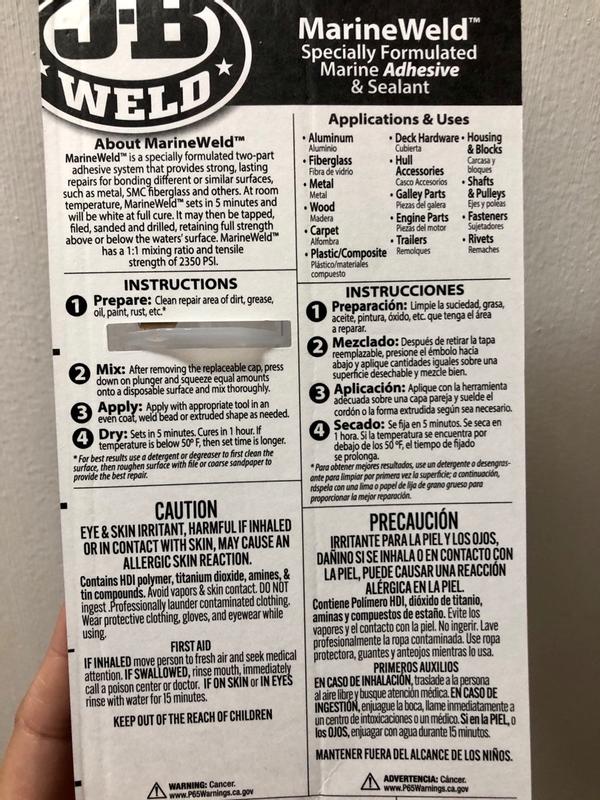 J-B
WELD
MarineWeld™
Specially Formulated
Marine Adhesive
& Sealant
About MarineWeld™
MarineWeld™ is a specially formulated two-part
adhesive system that provides strong, lasting
repairs for bonding different or similar surfaces,
such as metal, SMC fiberglass and others. At room
temperature, MarineWeld™ sets in 5 minutes and
will be white at full cure. It may then be tapped,
filed, sanded and drilled, retaining full strength
above or below the waters' surface. MarineWeld™
has a 1:1 mixing ratio and tensile
strength of 2350 PSI.
Applications & Uses
• Aluminum
Aluminio
• Fiberglass
Fibra de vidrio
• Metal
Metal
• Wood
Madera
• Carpet
Alfombra
• Plastic/Composite
Plástico/materiales
compuesto
• Deck Hardware
Cubierta
• Hull
Accessories
Casco Accesorios
• Galley Parts
Piezas del galera
• Engine Parts
Piezas del motor
• Trailers
Remolques
• Housing
& Blocks
Carcasa y
bloques
• Shafts
& Pulleys
Ejes y poleas
• Fasteners
Sujetadores
• Rivets
Remaches
INSTRUCTIONS
1 Prepare: Clean repair area of dirt, grease,
oil, paint, rust, etc.*
2 Mix: After removing the replaceable cap, press
down on plunger and squeeze equal amounts
onto a disposable surface and mix thoroughly.
3 Apply: Apply with appropriate tool in an
even coat, weld bead or extruded shape as needed.
4 Dry: Sets in 5 minutes. Cures in 1 hour. If
temperature is below 50° F, then set time is longer.
* For best results use a detergent or degreaser to first clean the
surface, then roughen surface with file or coarse sandpaper to
provide the best repair.
INSTRUCCIONES
1 Preparación: Limpie la suciedad, grasa,
aceite, pintura, óxido, etc. que tenga el área
a reparar.
2 Mezclado: Después de retirar la tapa
reemplazable, presione el émbolo hacia
abajo y aplique cantidades iguales sobre una
superficie desechable y mezcle bien.
3 Aplicación: Aplique con la herramienta
adecuada sobre una capa pareja y suelde el
cordón o la forma extrudida según sea necesario.
4 Secado: Se fija en 5 minutos. Se seca en
1 hora. Si la temperatura se encuentra por
debajo de los 50 °F, el tiempo de fijado
se prolonga.
* Para obtener mejores resultados, use un detergente o desengras-
ante para limpiar por primera vez la superficie; a continuación,
ráspela con una lima o papel de lija de grano grueso para
proporcionar la mejor reparación.
CAUTION
EYE & SKIN IRRITANT, HARMFUL IF INHALED
OR IN CONTACT WITH SKIN, MAY CAUSE AN
ALLERGIC SKIN REACTION.
Contains HDI polymer, titanium dioxide, amines, &
tin compounds. Avoid vapors & skin contact. DO NOT
ingest .Professionally launder contaminated clothing.
Wear protective clothing, gloves, and eyewear while
using.
FIRST AID
IF INHALED move person to fresh air and seek medical
attention. IF SWALLOWED, rinse mouth, immediately
call a poison center or doctor. IF ON SKIN or IN EYES
rinse with water for 15 minutes.
KEEP OUT OF THE REACH OF CHILDREN
WARNING: Cancer.
www.P65Warnings.ca.gov
PRECAUCIÓN
IRRITANTE PARA LA PIEL Y LOS OJOS,
DAÑINO SI SE INHALA O EN CONTACTO CON
LA PIEL, PUEDE CAUSAR UNA REACCIÓN
ALÉRGICA EN LA PIEL.
Contiene Polímero HDI, dióxido de titanio,
aminas y compuestos de estaño. Evite los
vapores y el contacto con la piel. No ingerir. Lave
profesionalmente la ropa contaminada. Use ropa
protectora, guantes y anteojos mientras lo usa.
PRIMEROS AUXILIOS
EN CASO DE INHALACIÓN, traslade a la persona
al aire libre y busque atención médica. EN CASO DE
INGESTIÓN, enjuague la boca, llame inmediatamente a
un centro de intoxicaciones o un médico. Si en la PIEL, o
los OJOS, enjuagar con agua durante 15 minutos.
MANTENER FUERA DEL ALCANCE DE LOS NIÑOS.
ADVERTENCIA: Cáncer.
www.P65Warnings.ca.gov